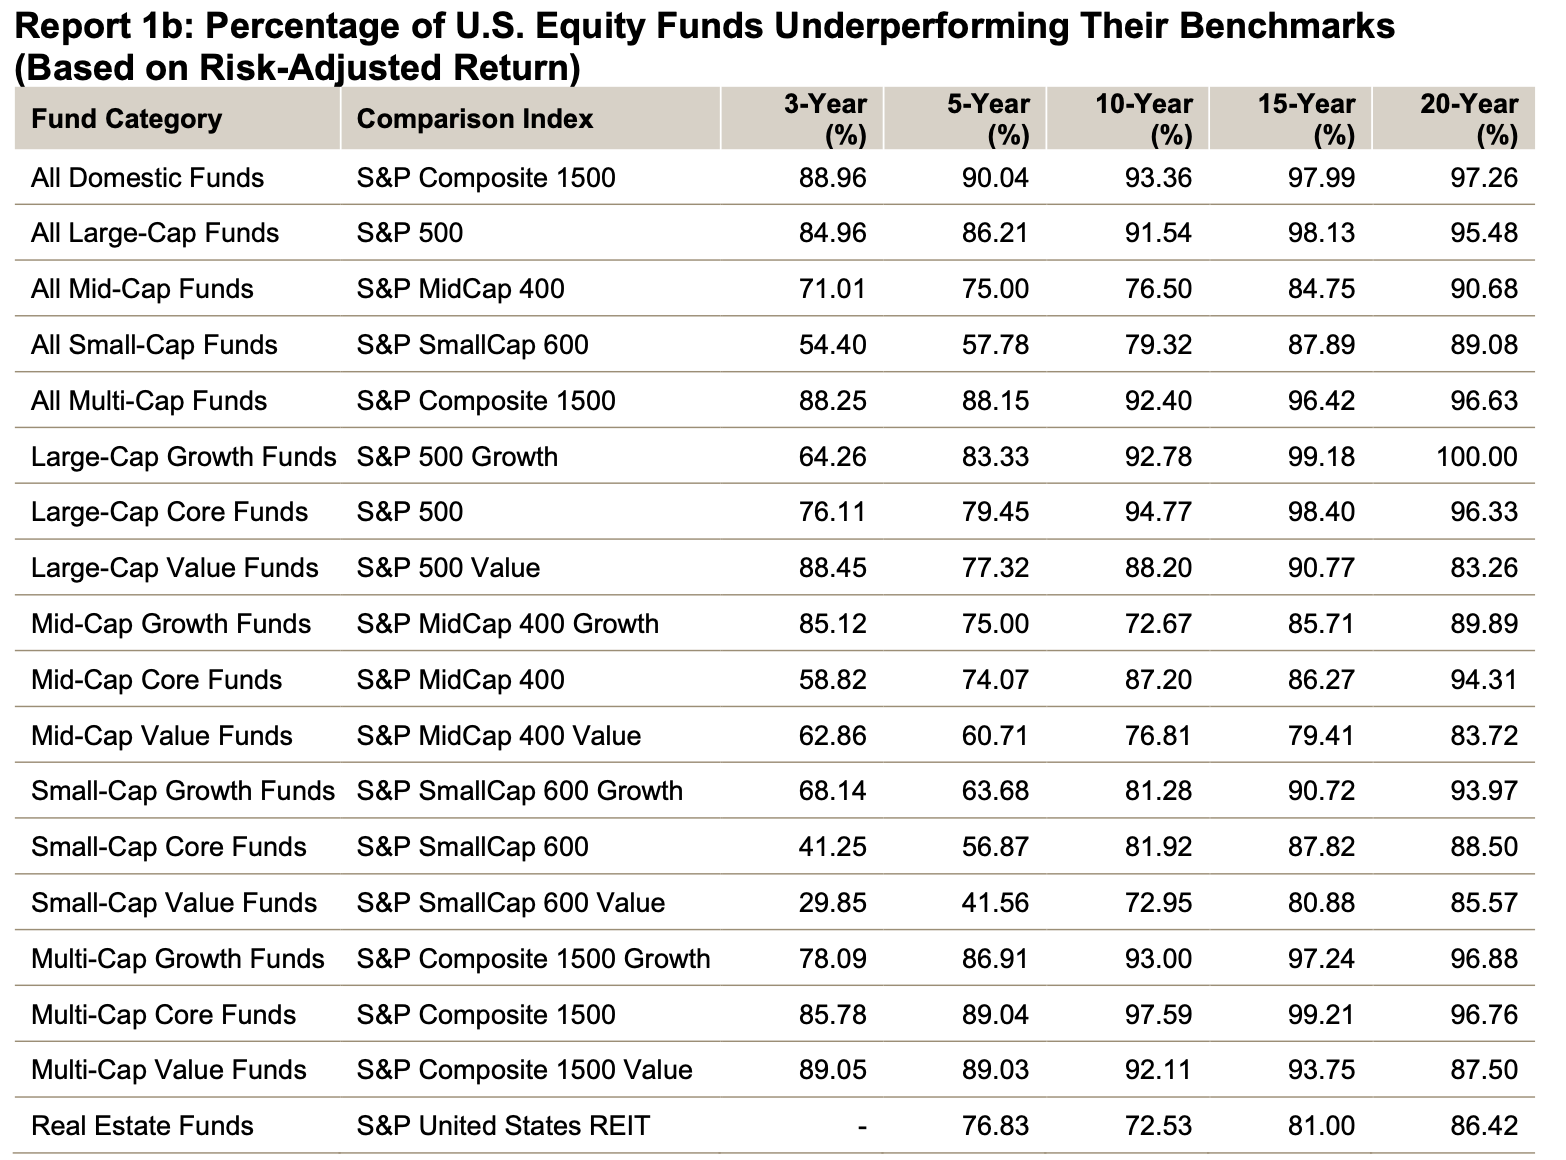 Report 1b: Percentage of U.S. Equity Funds Underperforming Their Benchmarks
(Based on Risk-Adjusted Return)
Fund Category Comparison Index 3-Year (%) 5-Year (%) 10-Year (%) 15-Year (%) 20-Year (%)
All Domestic Funds S&P Composite 1500 88.96 90.04 93.36 97.99 97.26
All Large-Cap Funds S&P 500 84.96 86.21 91.54 98.13 95.48
All Mid-Cap Funds S&P MidCap 400 71.01 75.00 76.50 84.75 90.68
All Small-Cap Funds S&P SmallCap 600 54.40 57.78 79.32 87.89 89.08
All Multi-Cap Funds S&P Composite 1500 88.25 88.15 92.40 96.42 96.63
Large-Cap Growth Funds S&P 500 Growth 64.26 83.33 92.78 99.18 100.00
Large-Cap Core Funds S&P 500 76.11 79.45 94.77 98.40 96.33
Large-Cap Value Funds S&P 500 Value 88.45 77.32 88.20 90.77 83.26
Mid-Cap Growth Funds S&P MidCap 400 Growth 85.12 75.00 72.67 85.71 89.89
Mid-Cap Core Funds S&P MidCap 400 58.82 74.07 87.20 86.27 94.31
Mid-Cap Value Funds S&P MidCap 400 Value 62.86 60.71 76.81 79.41 83.72
Small-Cap Growth Funds S&P SmallCap 600 Growth 68.14 63.68 81.28 90.72 93.97
Small-Cap Core Funds S&P SmallCap 600 41.25 56.87 81.92 87.82 88.50
Small-Cap Value Funds S&P SmallCap 600 Value 29.85 41.56 72.95 80.88 85.57
Multi-Cap Growth Funds S&P Composite 1500 Growth 78.09 86.91 93.00 97.24 96.88
Multi-Cap Core Funds S&P Composite 1500 85.78 89.04 97.59 99.21 96.76
Multi-Cap Value Funds S&P Composite 1500 Value 89.05 89.03 92.11 93.75 87.50
Real Estate Funds S&P United States REIT - 76.83 72.53 81.00 86.42